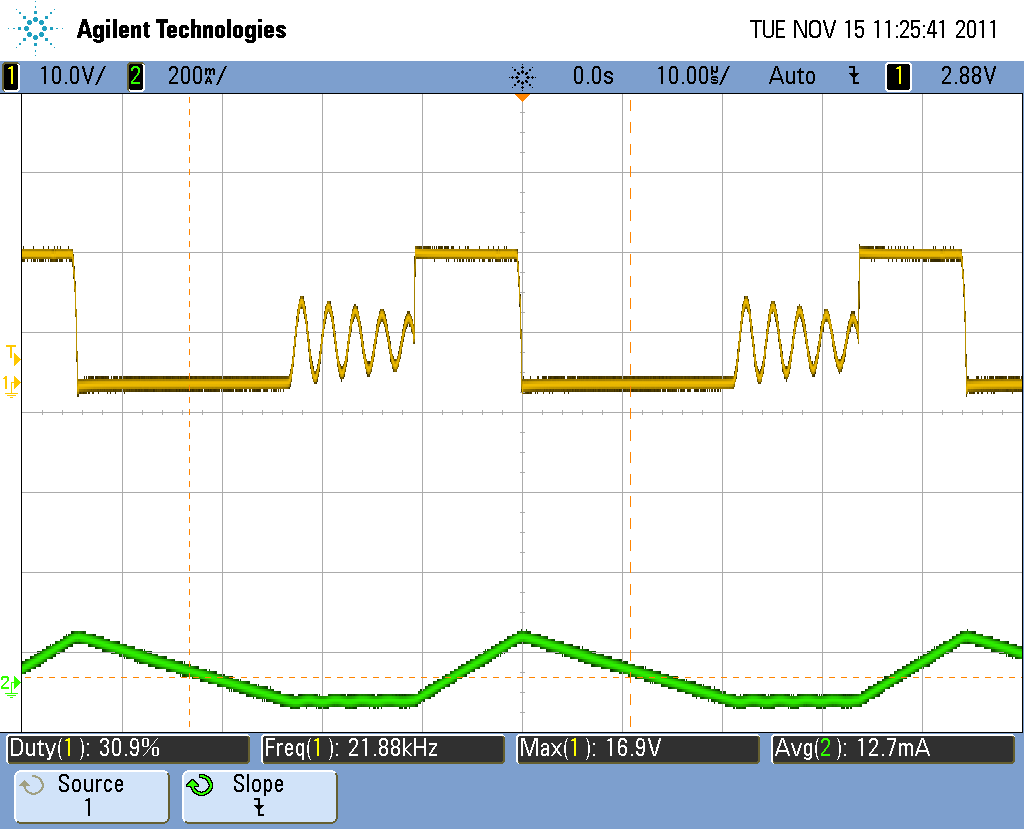 Agilent Technologies
TUE NOV 15 11:25:41 2011
1 10.0V/ 2 200mV/ 0.0s 10.00µs/ Auto 1 2.88V
T
1
2
Duty(1): 30.9% Freq(1): 21.88kHz Max(1): 16.9V Avg(2): 12.7mA
Source Slope
1